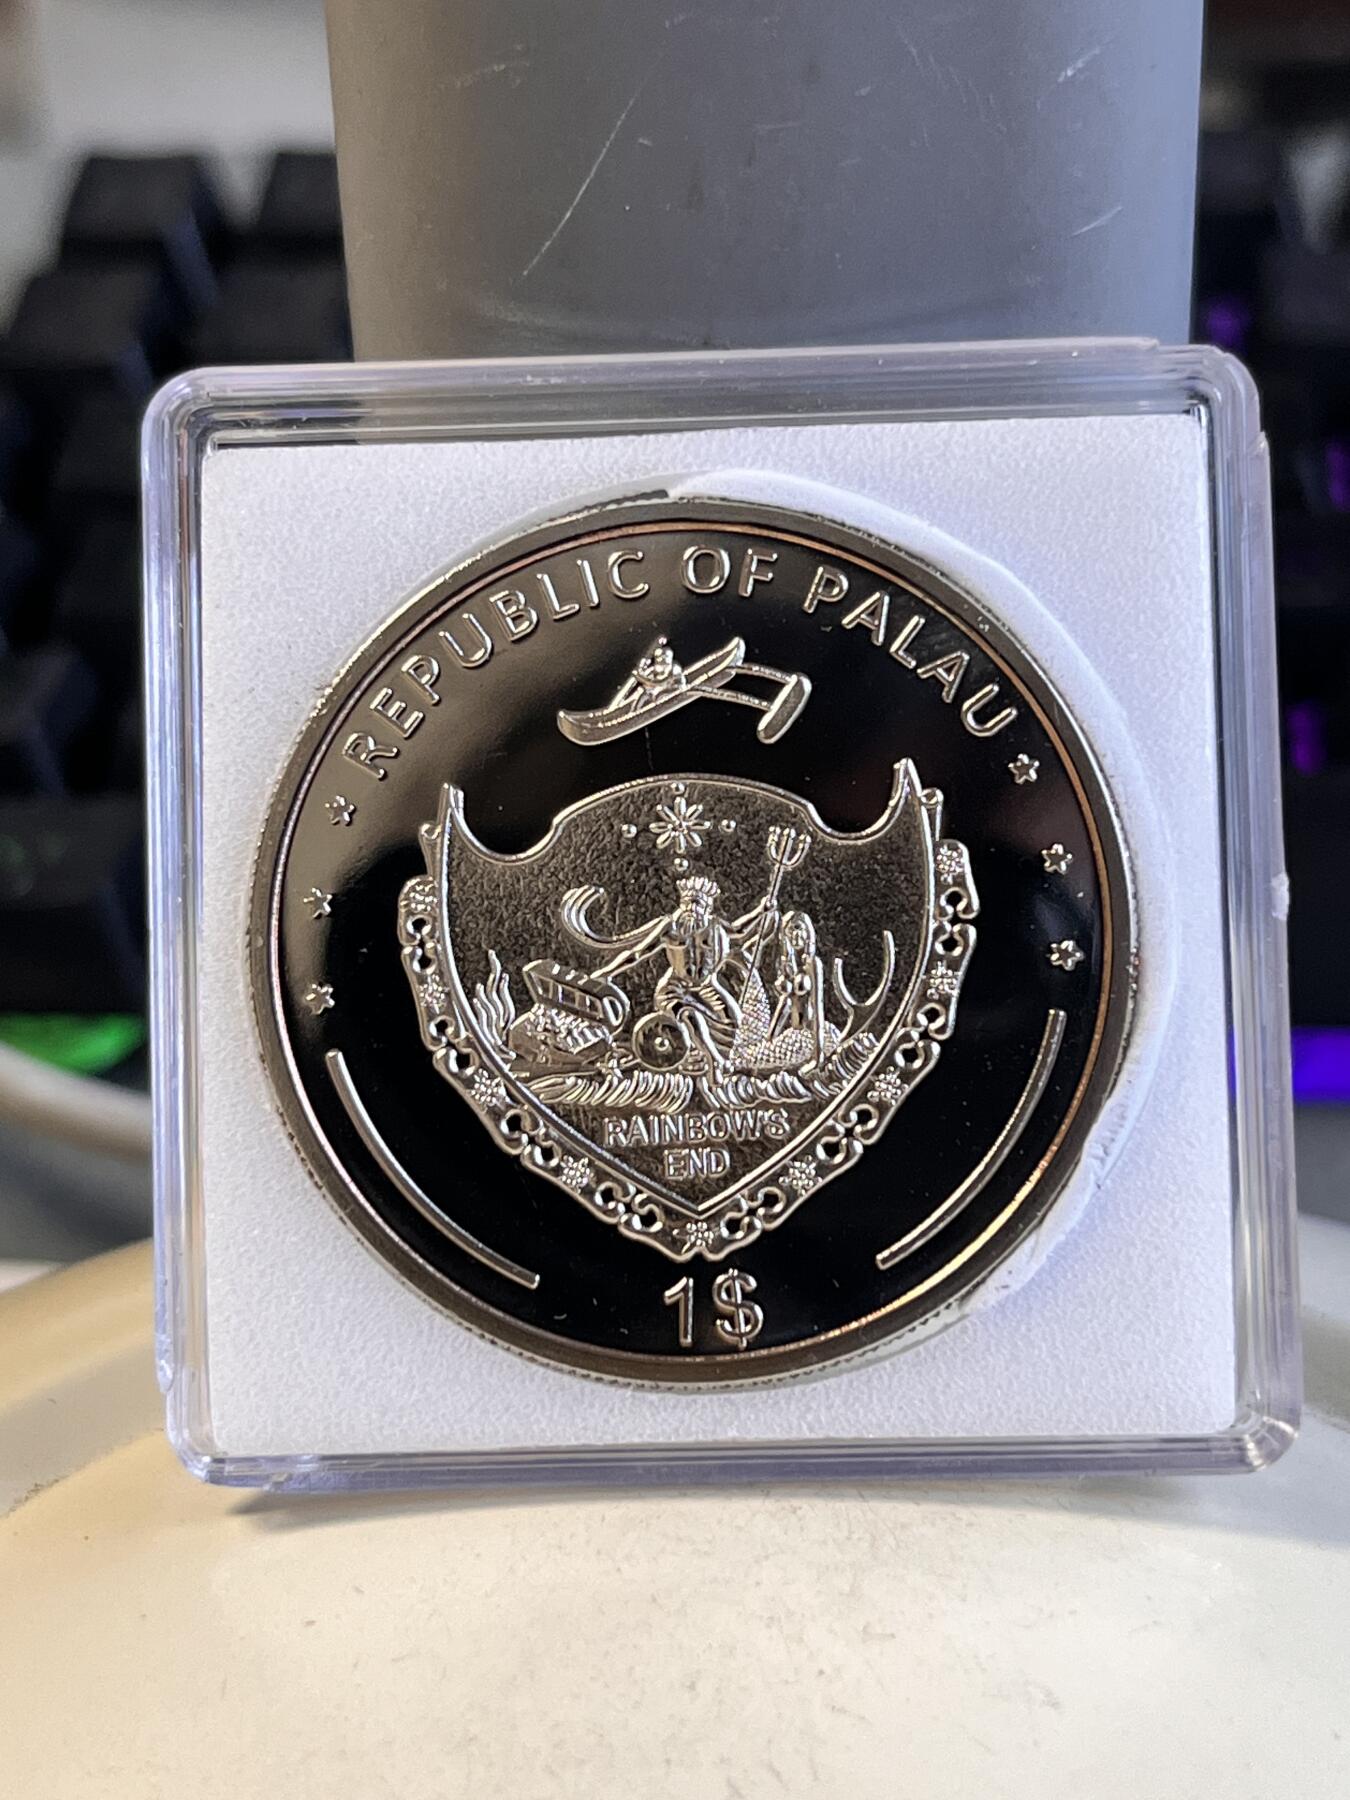 REPUBLIC OF PALAU
RAINBOW'S
END
1$